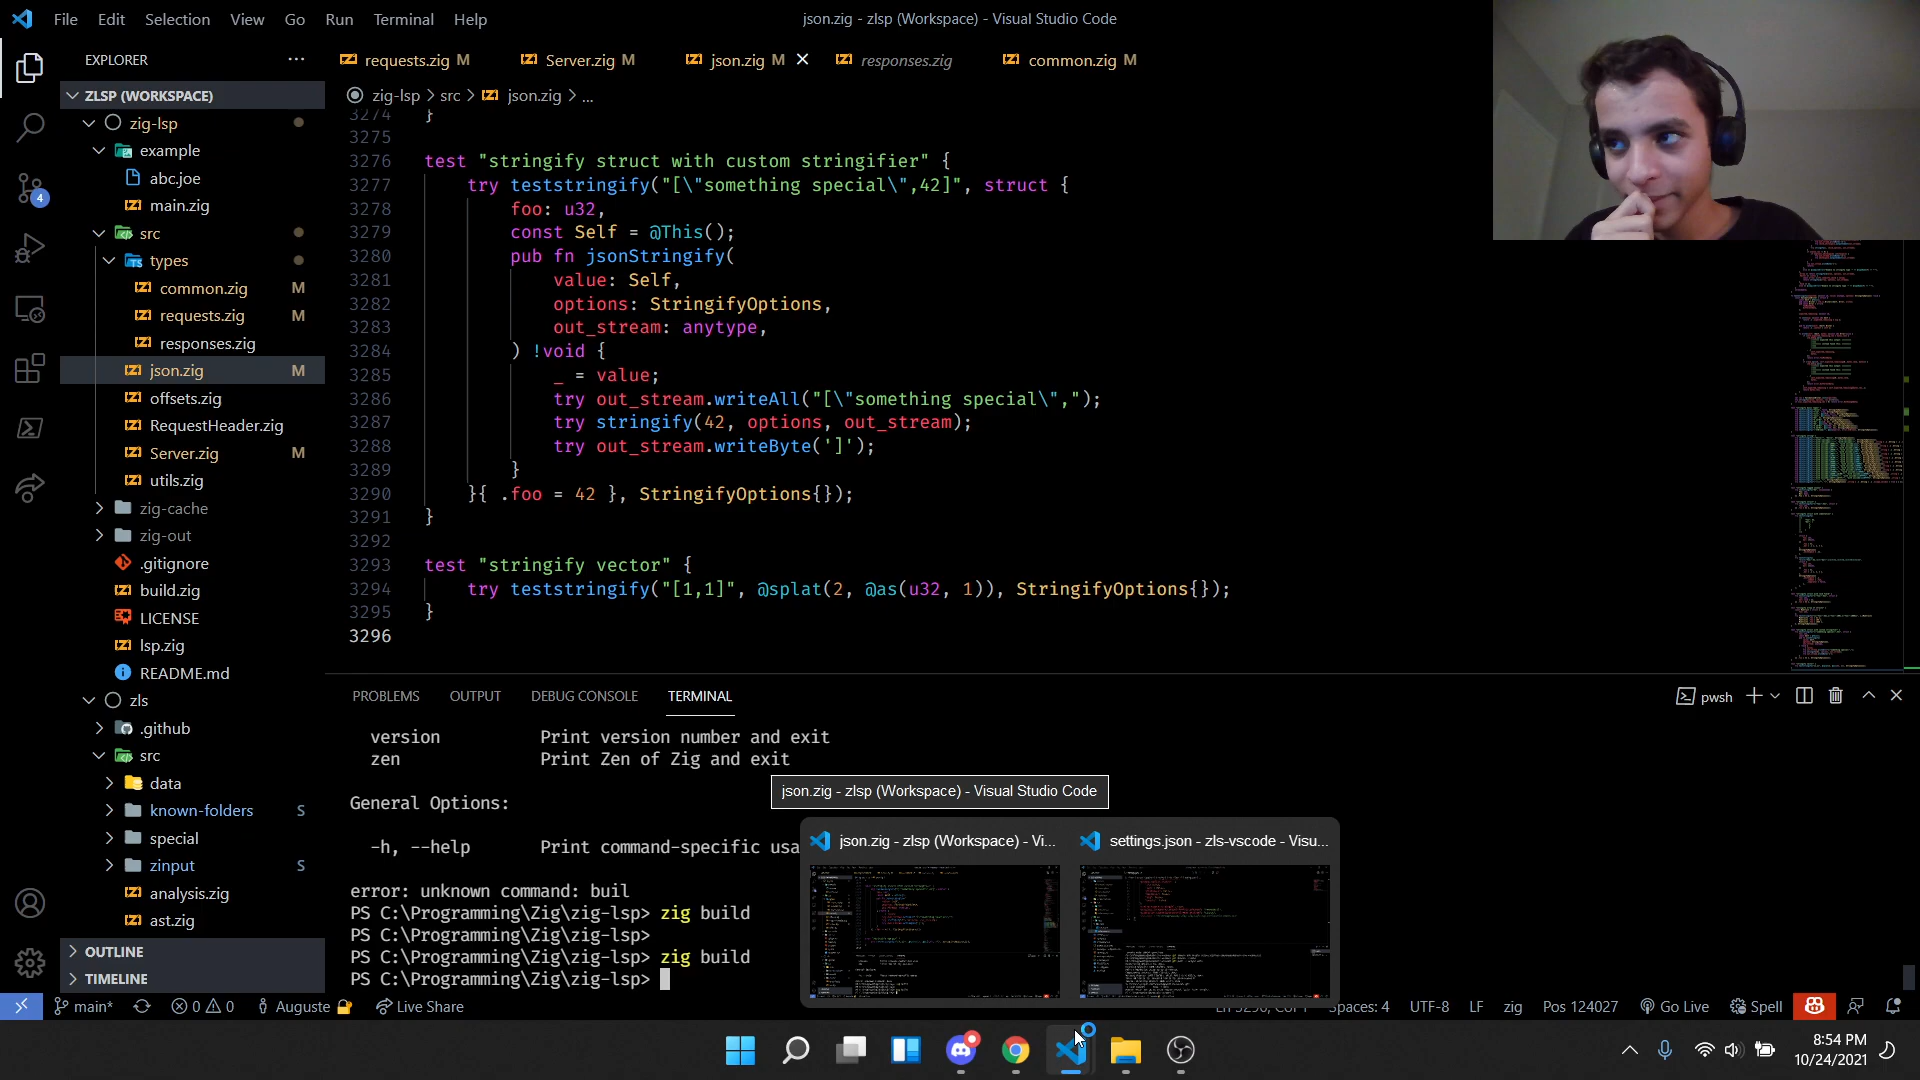 File Edit Selection View Go Run Terminal Help
json.zig - zlsp (Workspace) - Visual Studio Code
EXPLORER
ZLSP (WORKSPACE)
zig-lsp
example
abc.joe
main.zig
src
types
common.zig M
requests.zig M
responses.zig
json.zig M
offsets.zig
RequestHeader.zig
Server.zig M
utils.zig
zig-cache
zig-out
.gitignore
build.zig
LICENSE
lsp.zig
README.md
zls
.github
src
data
known-folders S
special
zinput S
analysis.zig
ast.zig
OUTLINE
TIMELINE
4
requests.zig M
Server.zig M
json.zig M
responses.zig
common.zig M
zig-lsp > src > json.zig > ...
3274 }
3275
3276 test "stringify struct with custom stringifier" {
3277 try teststringify("[\"something special\",42]", struct {
3278 foo: u32,
3279 const Self = @This();
3280 pub fn jsonStringify(
3281 value: Self,
3282 options: StringifyOptions,
3283 out_stream: anytype,
3284 ) !void {
3285 _ = value;
3286 try out_stream.writeAll("[\"something special\",");
3287 try stringify(42, options, out_stream);
3288 try out_stream.writeByte(']');
3289 }
3290 }{ .foo = 42 }, StringifyOptions{});
3291 }
3292
3293 test "stringify vector" {
3294 try teststringify("[1,1]", @splat(2, @as(u32, 1)), StringifyOptions{});
3295 }
3296
PROBLEMS OUTPUT DEBUG CONSOLE TERMINAL
pwsh
version Print version number and exit
zen Print Zen of Zig and exit
General Options:
-h, --help Print command-specific usa
error: unknown command: buil
PS C:\Programming\Zig\zig-lsp> zig build
PS C:\Programming\Zig\zig-lsp>
PS C:\Programming\Zig\zig-lsp> zig build
PS C:\Programming\Zig\zig-lsp>
json.zig - zlsp (Workspace) - Visual Studio Code
json.zig - zlsp (Workspace) - Vi...
settings.json - zls-vscode - Visu...
main* 0 0 Auguste Live Share
Spaces: 4 UTF-8 LF zig Pos 124027 Go Live Spell
8:54 PM
10/24/2021